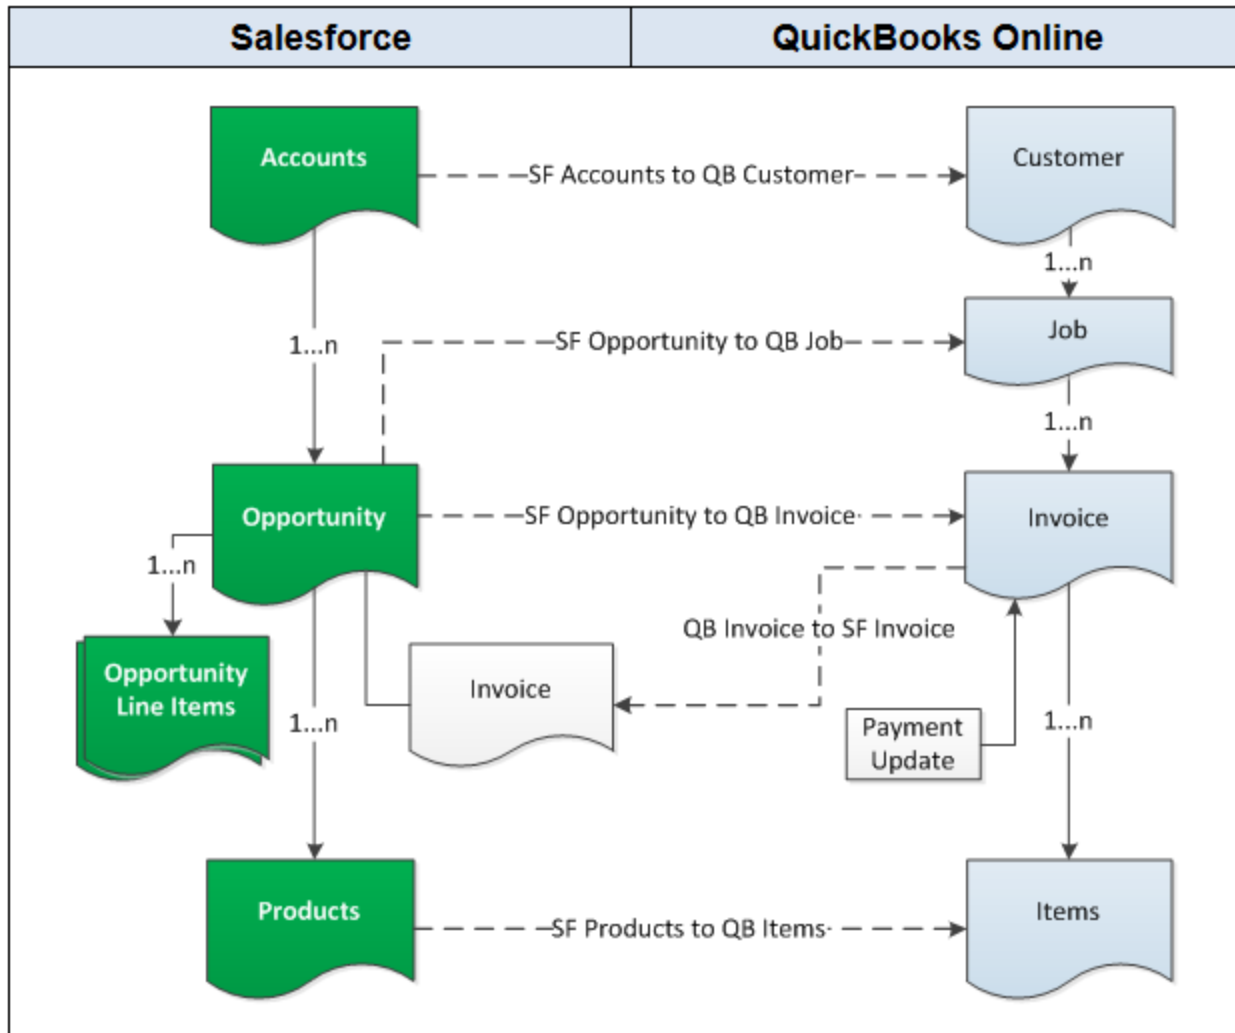 Salesforce
QuickBooks Online
Accounts
SF Accounts to QB Customer
Customer
1...n
1...n
SF Opportunity to QB Job
Job
1...n
Opportunity
SF Opportunity to QB Invoice
Invoice
1...n
QB Invoice to SF Invoice
Opportunity
Line Items
Invoice
1...n
Payment
Update
1...n
Products
SF Products to QB Items
Items